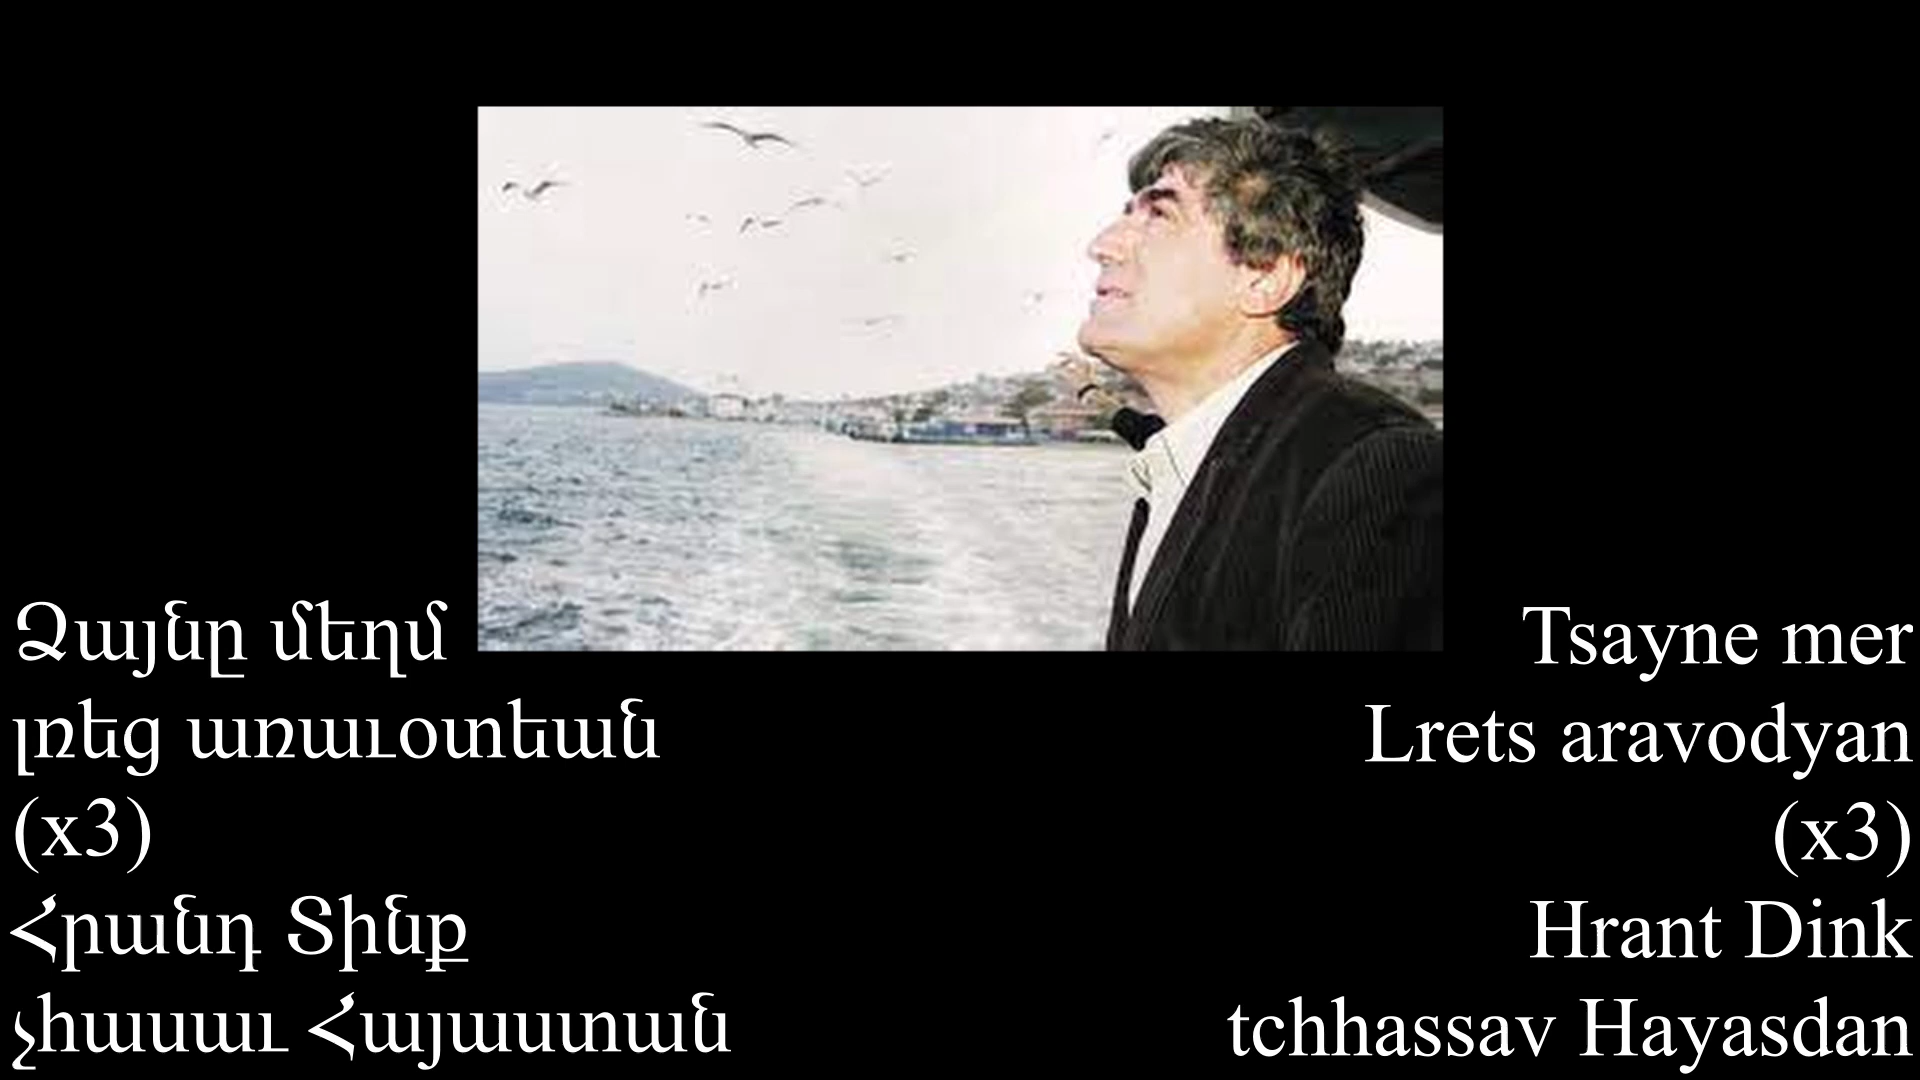 Ձայնը մեղմ
լռեց առաւօտեան
(x3)
Հրանդ Տինք
չհասաւ Հայաստան
Tsayne mer
Lrets aravodyan
(x3)
Hrant Dink
tchhassav Hayasdan